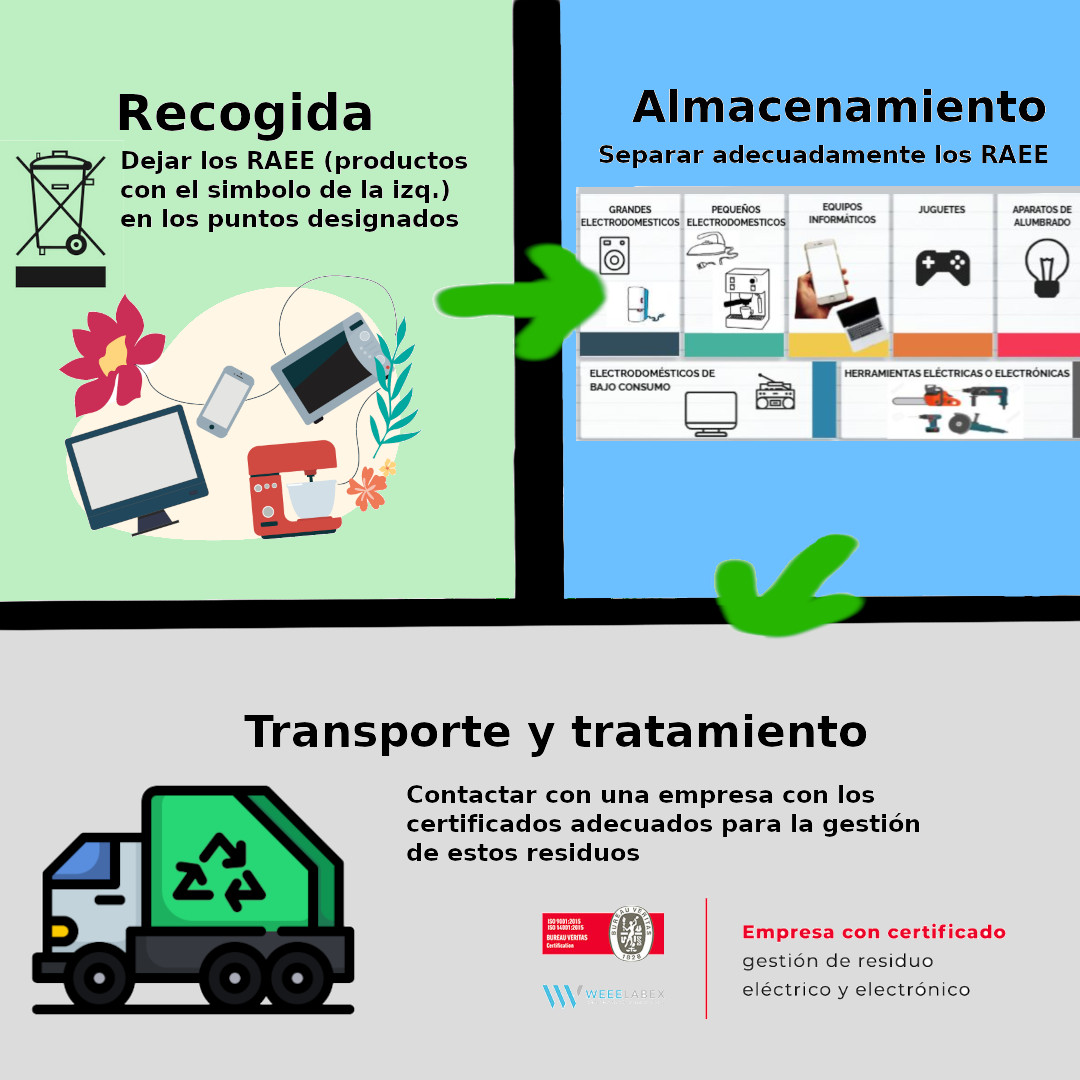 Recogida
Dejar los RAEE (productos
con el simbolo de la izq.)
en los puntos designados
Almacenamiento
Separar adecuadamente los RAEE
GRANDES
ELECTRODOMESTICOS
PEQUEÑOS
ELECTRODOMESTICOS
EQUIPOS
INFORMÁTICOS
JUGUETES
APARATOS DE
ALUMBRADO
ELECTRODOMÉSTICOS DE
BAJO CONSUMO
HERRAMIENTAS ELÉCTRICAS O ELECTRÓNICAS
Transporte y tratamiento
Contactar con una empresa con los
certificados adecuados para la gestión
de estos residuos
ISO 9001:2015
ISO 14001:2015
BUREAU VERITAS
Certification
BUREAU VERITAS
1828
WEEELABEX
Empresa con certificado
gestión de residuo
eléctrico y electrónico